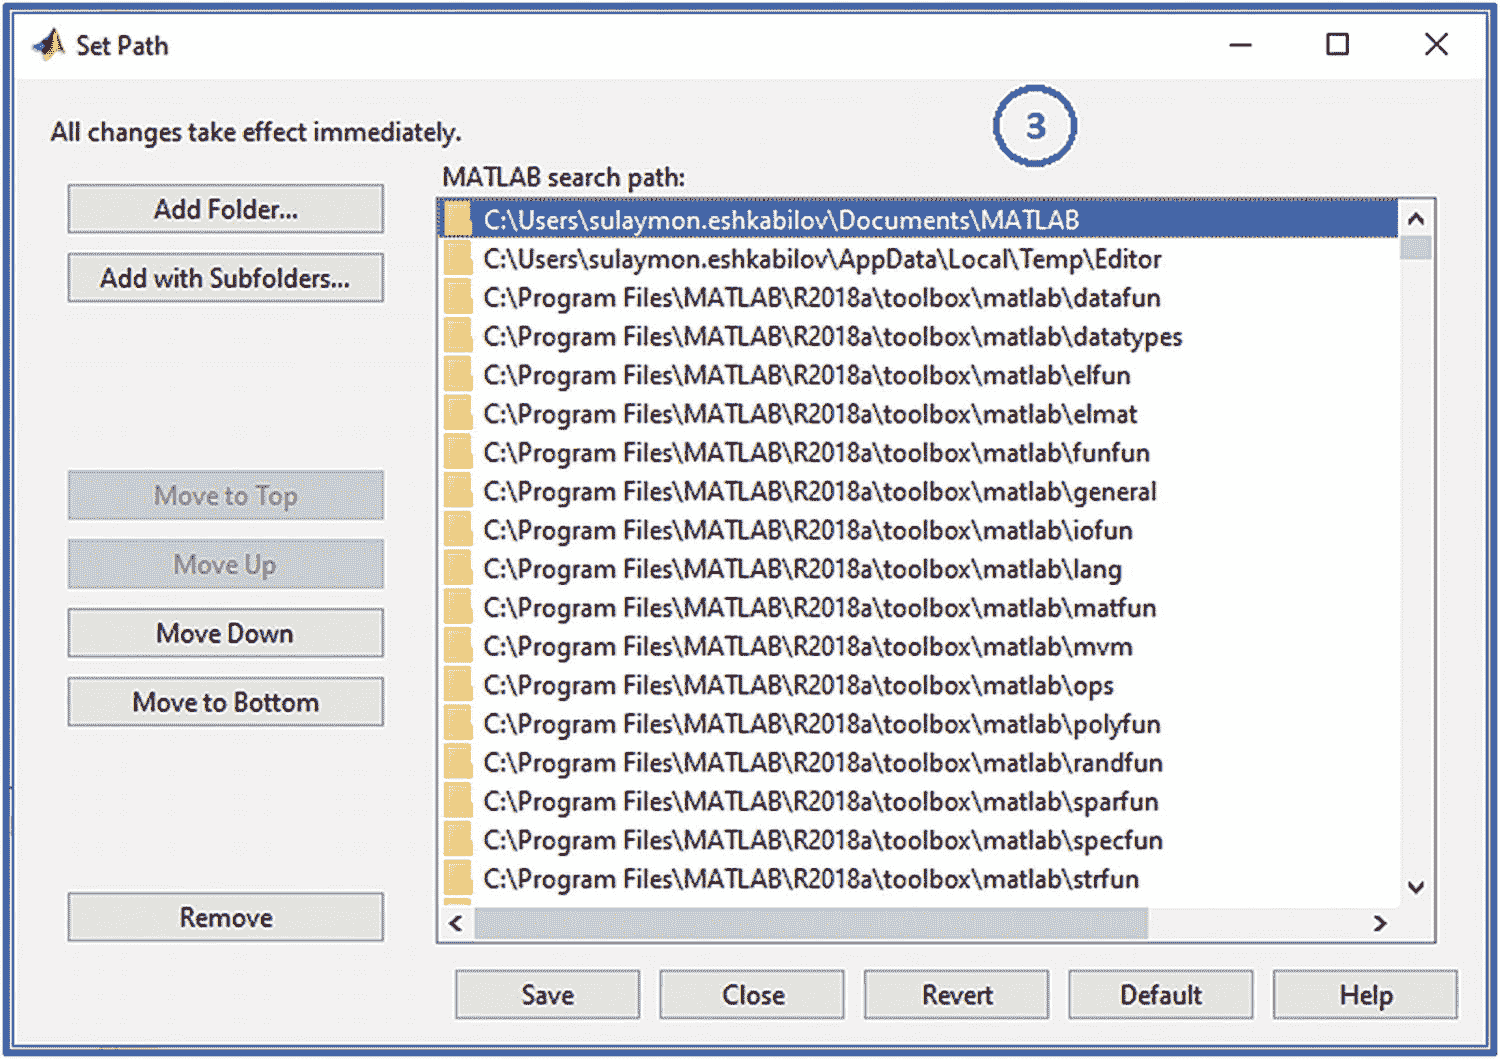 Set Path
3
All changes take effect immediately.
MATLAB search path:
Add Folder...
Add with Subfolders...
Move to Top
Move Up
Move Down
Move to Bottom
Remove
C:\Users\sulaymon.eshkabilov\Documents\MATLAB
C:\Users\sulaymon.eshkabilov\AppData\Local\Temp\Editor
C:\Program Files\MATLAB\R2018a\toolbox\matlab\datafun
C:\Program Files\MATLAB\R2018a\toolbox\matlab\datatypes
C:\Program Files\MATLAB\R2018a\toolbox\matlab\elfun
C:\Program Files\MATLAB\R2018a\toolbox\matlab\elmat
C:\Program Files\MATLAB\R2018a\toolbox\matlab\funfun
C:\Program Files\MATLAB\R2018a\toolbox\matlab\general
C:\Program Files\MATLAB\R2018a\toolbox\matlab\iofun
C:\Program Files\MATLAB\R2018a\toolbox\matlab\lang
C:\Program Files\MATLAB\R2018a\toolbox\matlab\matfun
C:\Program Files\MATLAB\R2018a\toolbox\matlab\mvm
C:\Program Files\MATLAB\R2018a\toolbox\matlab\ops
C:\Program Files\MATLAB\R2018a\toolbox\matlab\polyfun
C:\Program Files\MATLAB\R2018a\toolbox\matlab\randfun
C:\Program Files\MATLAB\R2018a\toolbox\matlab\sparfun
C:\Program Files\MATLAB\R2018a\toolbox\matlab\specfun
C:\Program Files\MATLAB\R2018a\toolbox\matlab\strfun
Save Close Revert Default Help